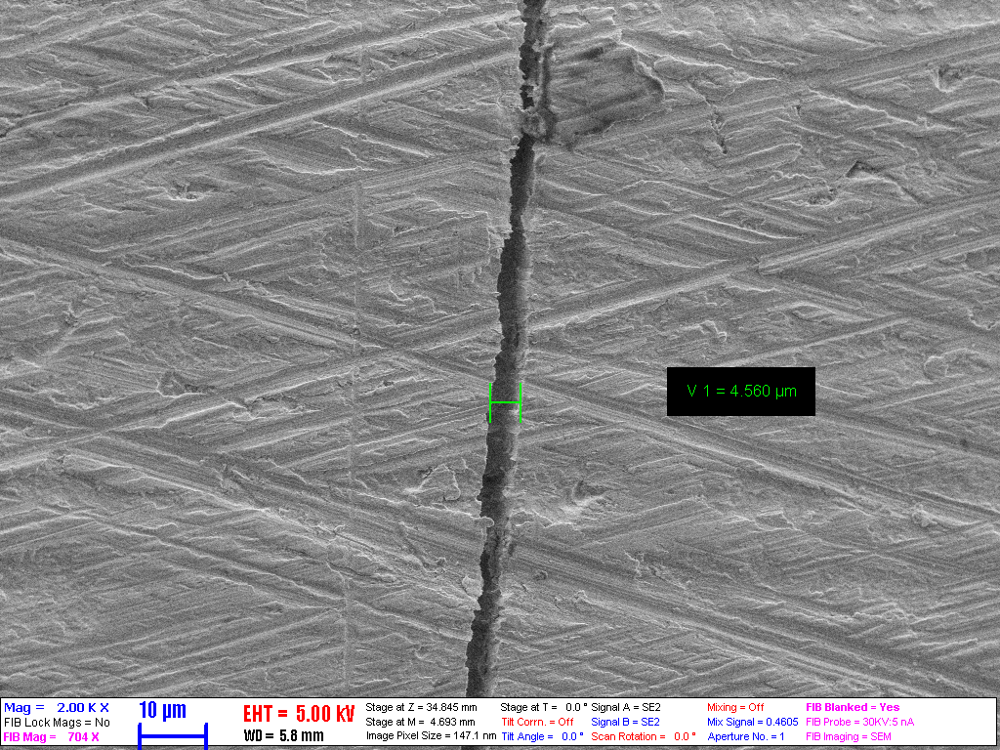 V 1 = 4.560 µm
Mag = 2.00 K X
FIB Lock Mags = No
FIB Mag = 704 X
10 µm
EHT = 5.00 kV
WD = 5.8 mm
Stage at Z = 34.845 mm
Stage at M = 4.693 mm
Image Pixel Size = 147.1 nm
Stage at T = 0.0 °
Tilt Corrn. = Off
Tilt Angle = 0.0 °
Signal A = SE2
Signal B = SE2
Scan Rotation = 0.0 °
Mixing = Off
Mix Signal = 0.4605
Aperture No. = 1
FIB Blanked = Yes
FIB Probe = 30KV:5 nA
FIB Imaging = SEM